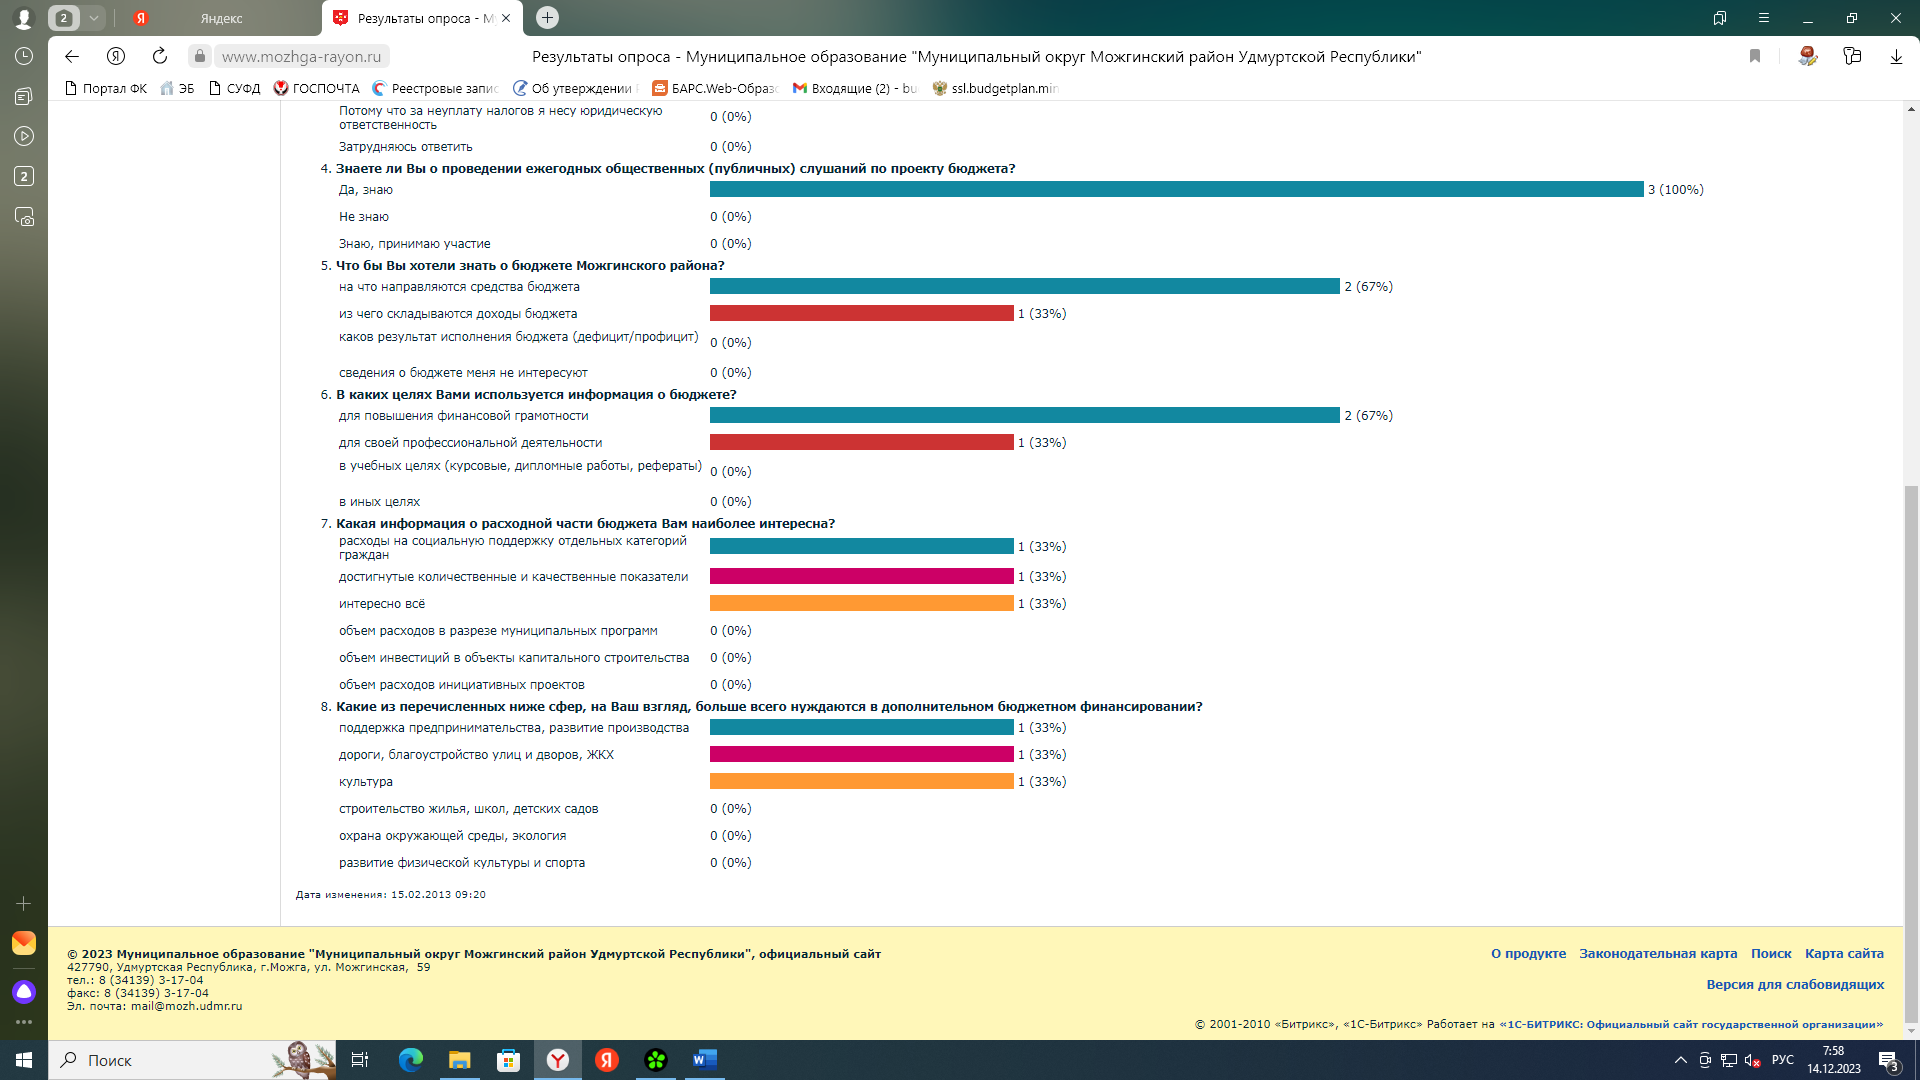 2
Яндекс
Результаты опроса - М
www.mozhga-rayon.ru
Результаты опроса - Муниципальное образование "Муниципальный округ Можгинский район Удмуртской Республики"
Портал ФК
ЭБ
СУФД
ГОСПОЧТА
Реестровые запис
Об утверждении
БАРС.Web-Образо
Входящие (2) - bu
ssl.budgetplan.min
2
Потому что за неуплату налогов я несу юридическую
ответственность
0 (0%)
Затрудняюсь ответить 0 (0%)
4. Знаете ли Вы о проведении ежегодных общественных (публичных) слушаний по проекту бюджета?
Да, знаю 3 (100%)
Не знаю 0 (0%)
Знаю, принимаю участие 0 (0%)
5. Что бы Вы хотели знать о бюджете Можгинского района?
на что направляются средства бюджета 2 (67%)
из чего складываются доходы бюджета 1 (33%)
каков результат исполнения бюджета (дефицит/профицит) 0 (0%)
сведения о бюджете меня не интересуют 0 (0%)
6. В каких целях Вами используется информация о бюджете?
для повышения финансовой грамотности 2 (67%)
для своей профессиональной деятельности 1 (33%)
в учебных целях (курсовые, дипломные работы, рефераты) 0 (0%)
в иных целях 0 (0%)
7. Какая информация о расходной части бюджета Вам наиболее интересна?
расходы на социальную поддержку отдельных категорий
граждан
1 (33%)
достигнутые количественные и качественные показатели 1 (33%)
интересно всё 1 (33%)
объем расходов в разрезе муниципальных программ 0 (0%)
объем инвестиций в объекты капитального строительства 0 (0%)
объем расходов инициативных проектов 0 (0%)
8. Какие из перечисленных ниже сфер, на Ваш взгляд, больше всего нуждаются в дополнительном бюджетном финансировании?
поддержка предпринимательства, развитие производства 1 (33%)
дороги, благоустройство улиц и дворов, ЖКХ 1 (33%)
культура 1 (33%)
строительство жилья, школ, детских садов 0 (0%)
охрана окружающей среды, экология 0 (0%)
развитие физической культуры и спорта 0 (0%)
Дата изменения: 15.02.2013 09:20
© 2023 Муниципальное образование "Муниципальный округ Можгинский район Удмуртской Республики", официальный сайт
427790, Удмуртская Республика, г.Можга, ул. Можгинская, 59
тел.: 8 (34139) 3-17-04
факс: 8 (34139) 3-17-04
Эл. почта: mail@mozh.udmr.ru
О продукте Законодательная карта Поиск Карта сайта
Версия для слабовидящих
© 2001-2010 «Битрикс», «1С-Битрикс» Работает на «1С-БИТРИКС: Официальный сайт государственной организации»
Поиск
РУС
7:58
14.12.2023
3